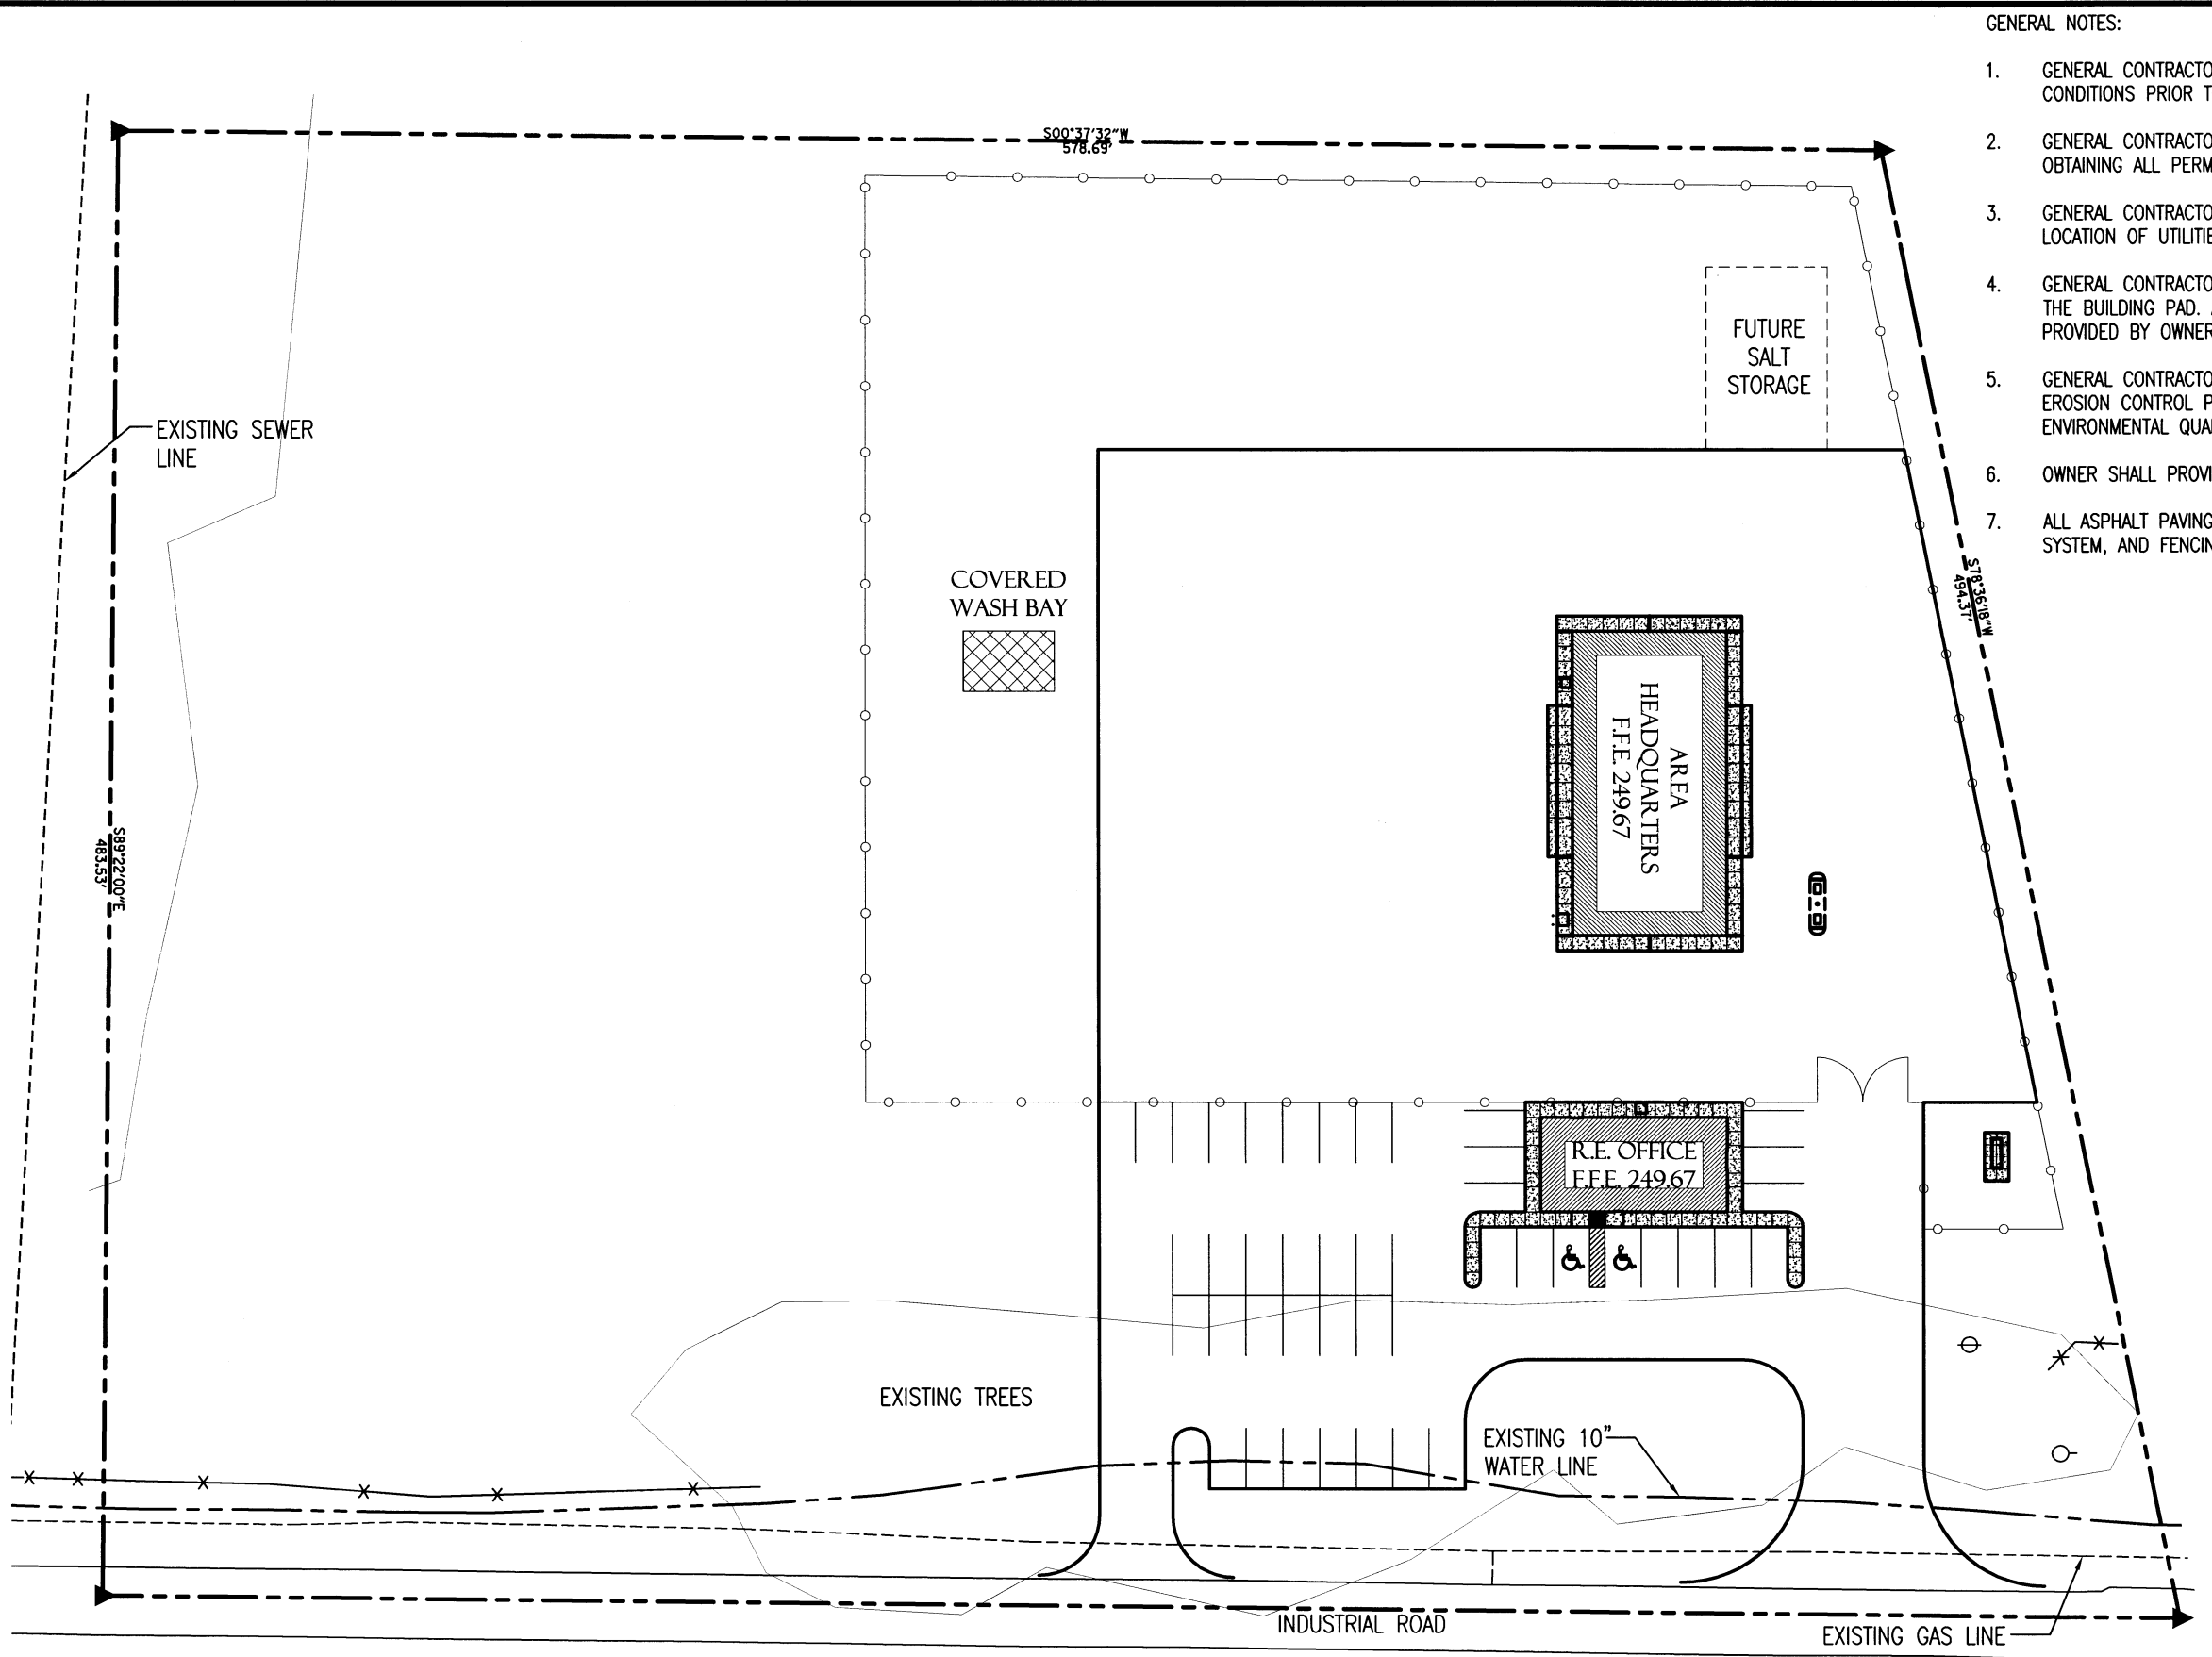 GENERAL NOTES:
1. GENERAL CONTRACTO
CONDITIONS PRIOR T
2. GENERAL CONTRACTO
OBTAINING ALL PERM
3. GENERAL CONTRACTO
LOCATION OF UTILITIE
4. GENERAL CONTRACTO
THE BUILDING PAD.
PROVIDED BY OWNER
5. GENERAL CONTRACTO
EROSION CONTROL P
ENVIRONMENTAL QUA
6. OWNER SHALL PROVI
7. ALL ASPHALT PAVING
SYSTEM, AND FENCIN
S00°37'32"W
578.69'
FUTURE
SALT
STORAGE
EXISTING SEWER
LINE
COVERED
WASH BAY
S78°36'18"W
494.37'
AREA
HEADQUARTERS
F.F.E. 249.67
S89°22'00"E
483.53'
R.E. OFFICE
F.F.E. 249.67
EXISTING TREES
EXISTING 10"
WATER LINE
INDUSTRIAL ROAD
EXISTING GAS LINE